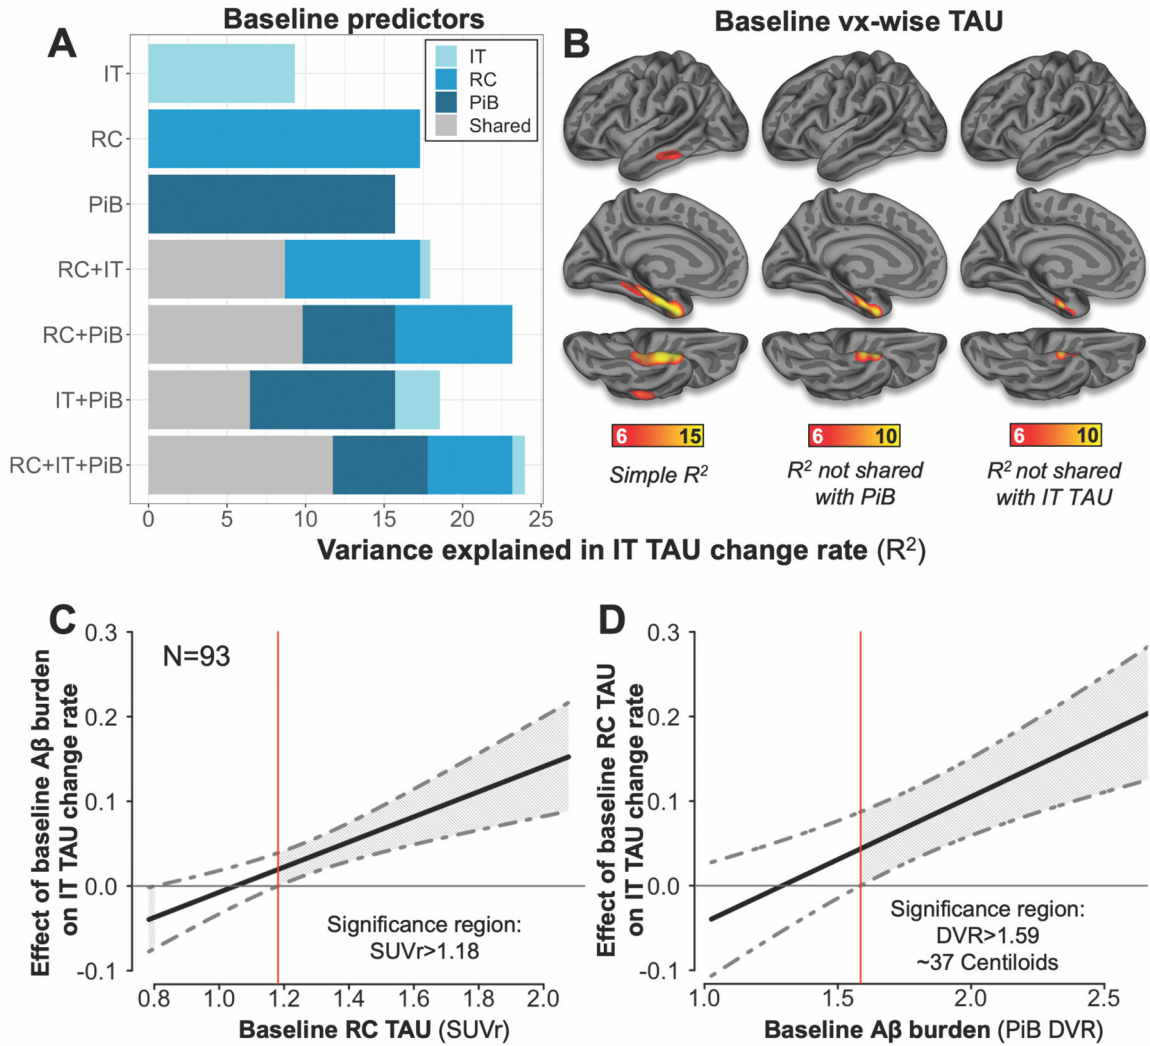 A
Baseline predictors
IT
RC
PiB
RC+IT
RC+PiB
IT+PiB
RC+IT+PiB
IT
RC
PiB
Shared
0 5 10 15 20 25
B
Baseline vx-wise TAU
6 15
6 10
6 10
Simple R²
R² not shared
with PiB
R² not shared
with IT TAU
Variance explained in IT TAU change rate (R²)
C
N=93
Effect of baseline Aβ burden
on IT TAU change rate
0.3
0.2
0.1
0.0
-0.1
Significance region:
SUVr>1.18
0.8 1.0 1.2 1.4 1.6 1.8 2.0
Baseline RC TAU (SUVr)
D
Effect of baseline RC TAU
on IT TAU change rate
0.3
0.2
0.1
0.0
-0.1
Significance region:
DVR>1.59
~37 Centiloids
1.0 1.5 2.0 2.5
Baseline Aβ burden (PiB DVR)